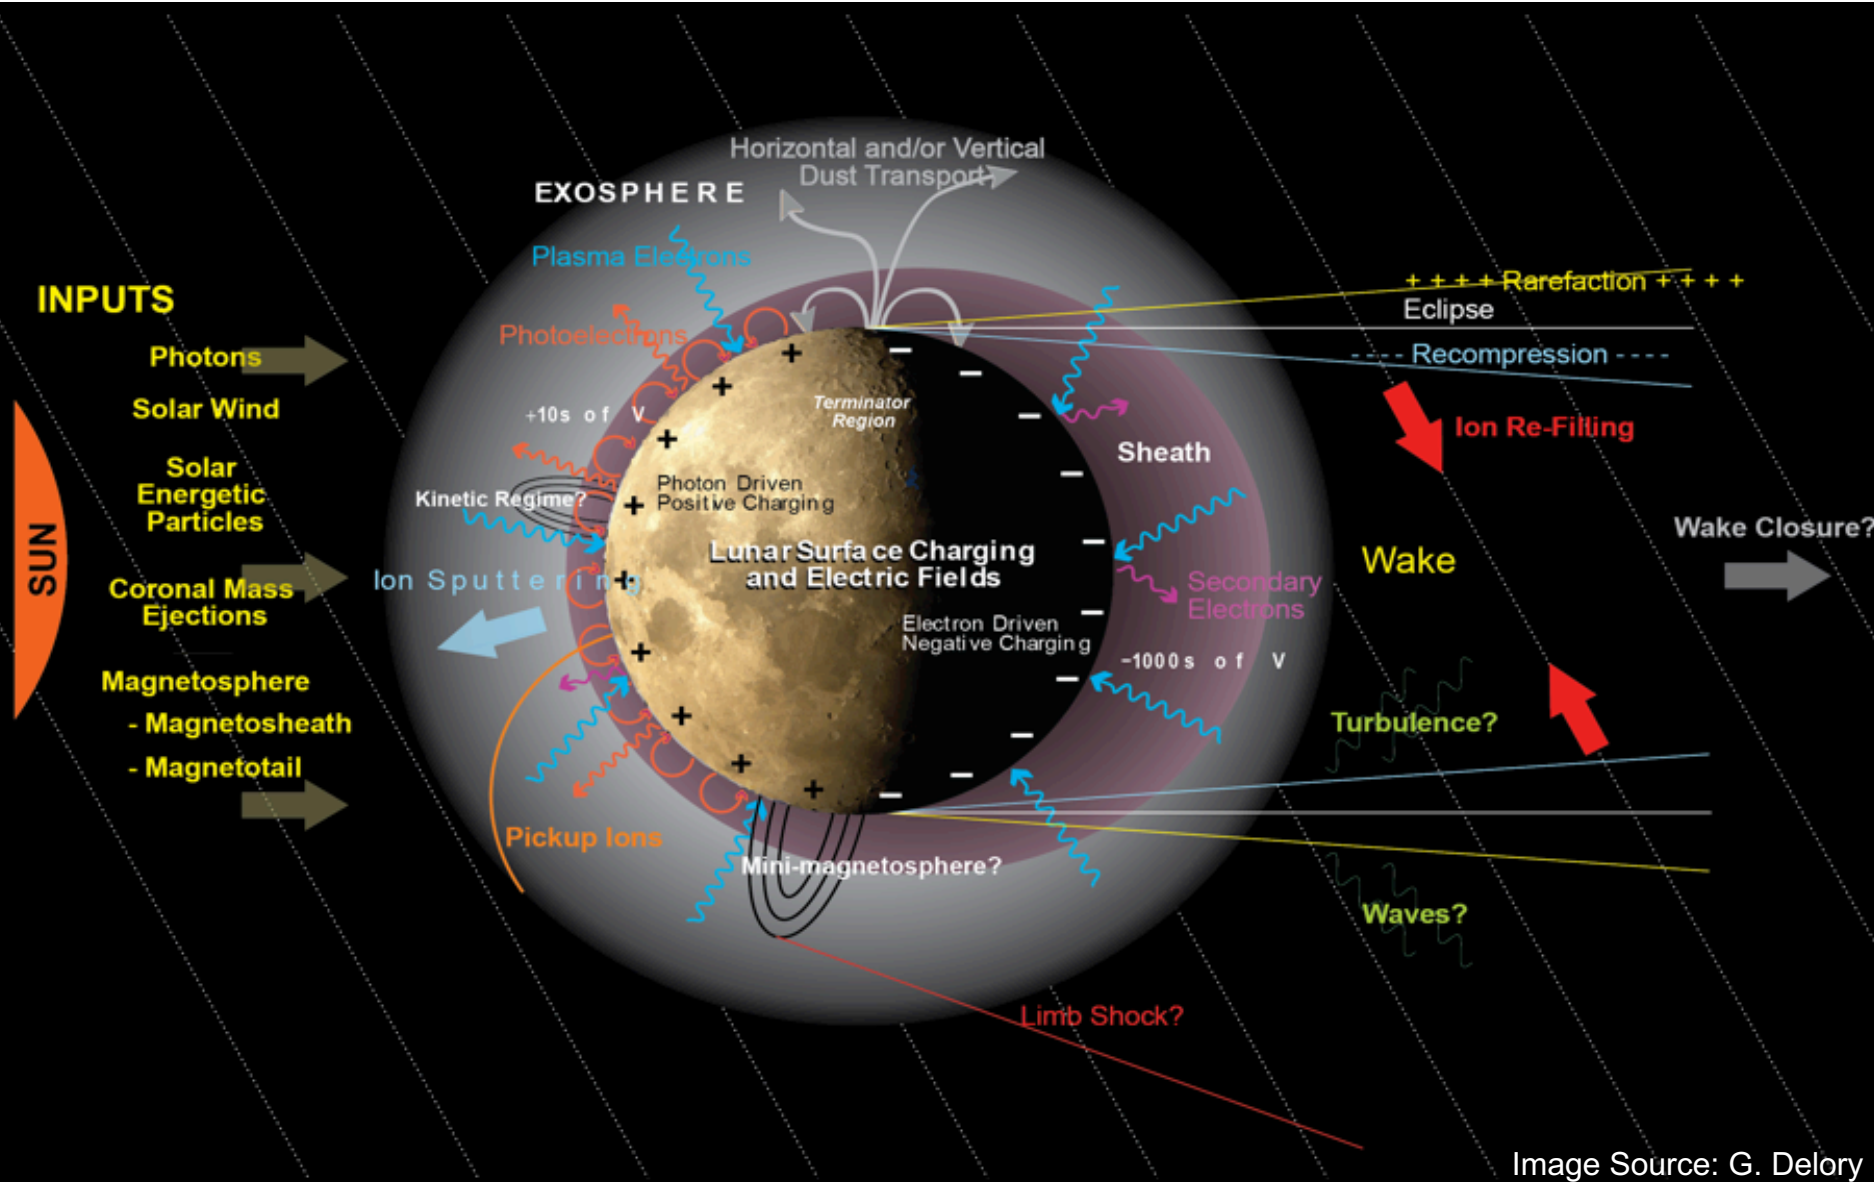 Horizontal and/or Vertical
Dust Transport
EXOSPHERE
Plasma Electrons
INPUTS
Photoelectrons
Photons
Solar Wind
Solar
Energetic
Particles
SUN
Coronal Mass
Ejections
Magnetosphere
- Magnetosheath
- Magnetotail
+10s of V
Kinetic Regime?
Ion Sputtering
Pickup Ions
Terminator
Region
Photon Driven
Positive Charging
Lunar Surface Charging
and Electric Fields
Electron Driven
Negative Charging
Mini-magnetosphere?
Limb Shock?
Sheath
Secondary
Electrons
−1000s of V
+ + + + Rarefaction + + + +
Eclipse
---- Recompression ----
Ion Re-Filling
Wake
Wake Closure?
Turbulence?
Waves?
Image Source: G. Delory